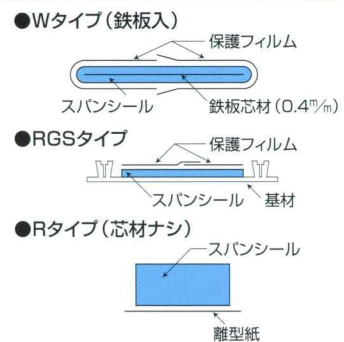 ●Wタイプ(鉄板入)
保護フィルム
スパンシール 鉄板芯材(0.4m/m)
●RGSタイプ
保護フィルム
スパンシール 基材
●Rタイプ(芯材ナシ)
スパンシール
離型紙